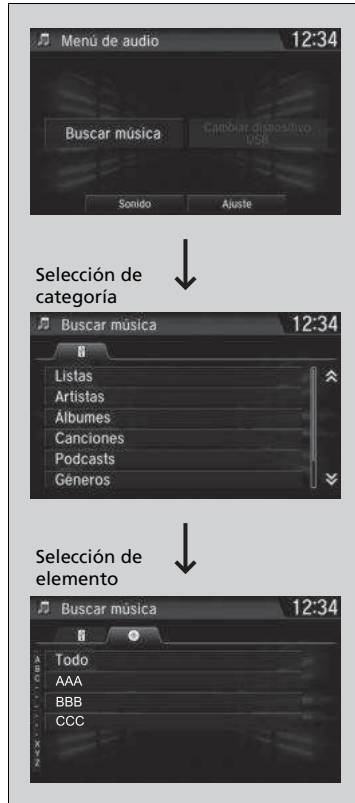 Menú de audio
12:34
Buscar música
Cambiar dispositivo
USB
Sonido
Ajuste
Selección de
categoría
Buscar música
12:34
Listas
Artistas
Álbumes
Canciones
Podcasts
Géneros
Selección de
elemento
Buscar música
12:34
A
B
C
X
Y
Z
Todo
AAA
BBB
CCC